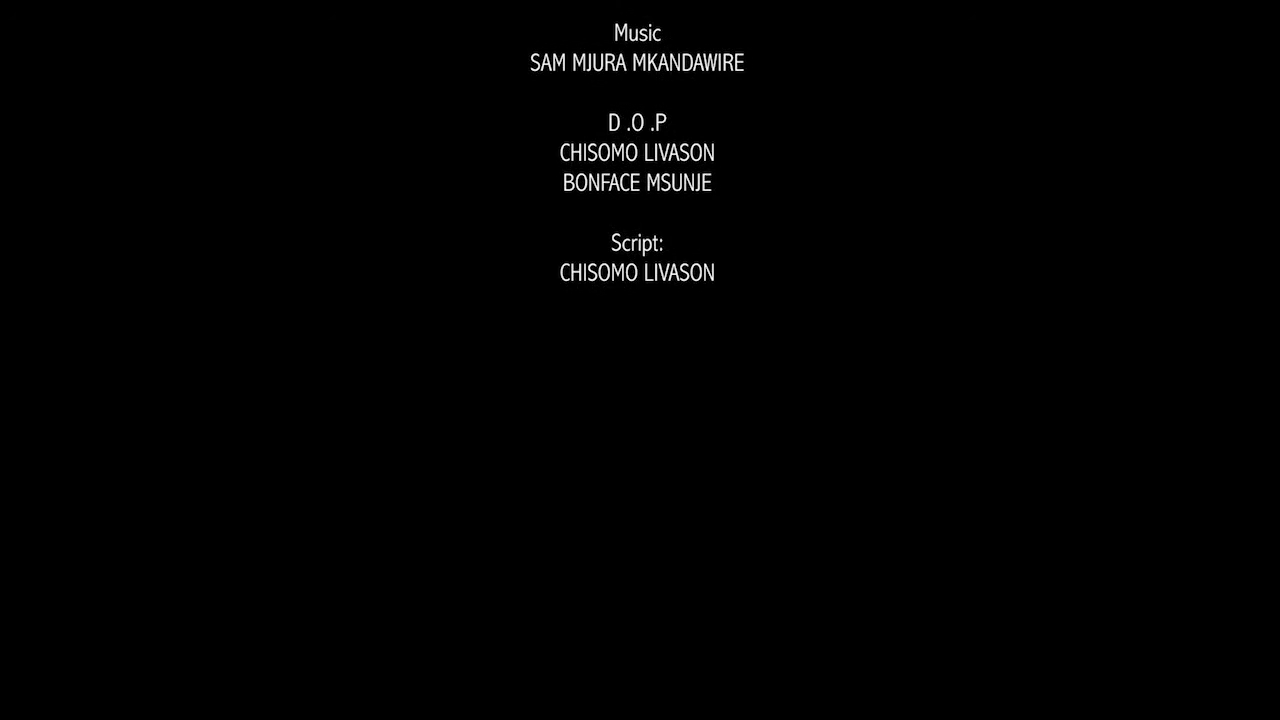 Music
SAM MJURA MKANDAWIRE
D .O .P
CHISOMO LIVASON
BONFACE MSUNJE
Script:
CHISOMO LIVASON